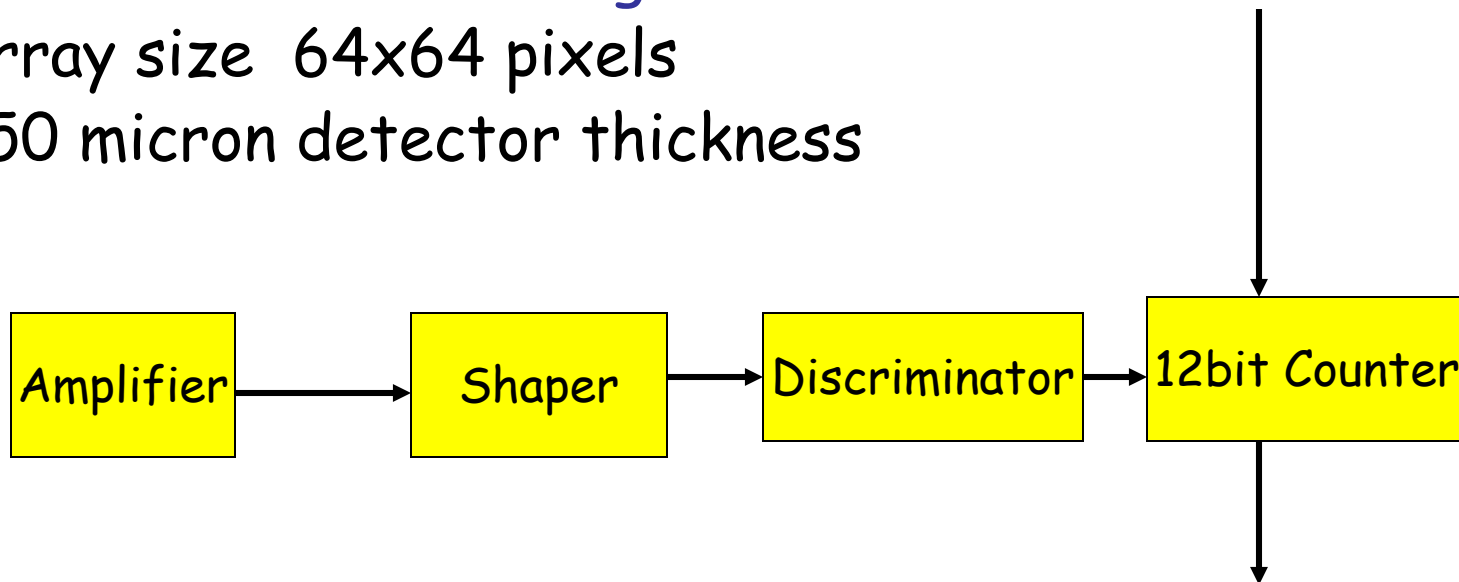 rray size 64x64 pixels
50 micron detector thickness
Amplifier
Shaper
Discriminator
12bit Counter